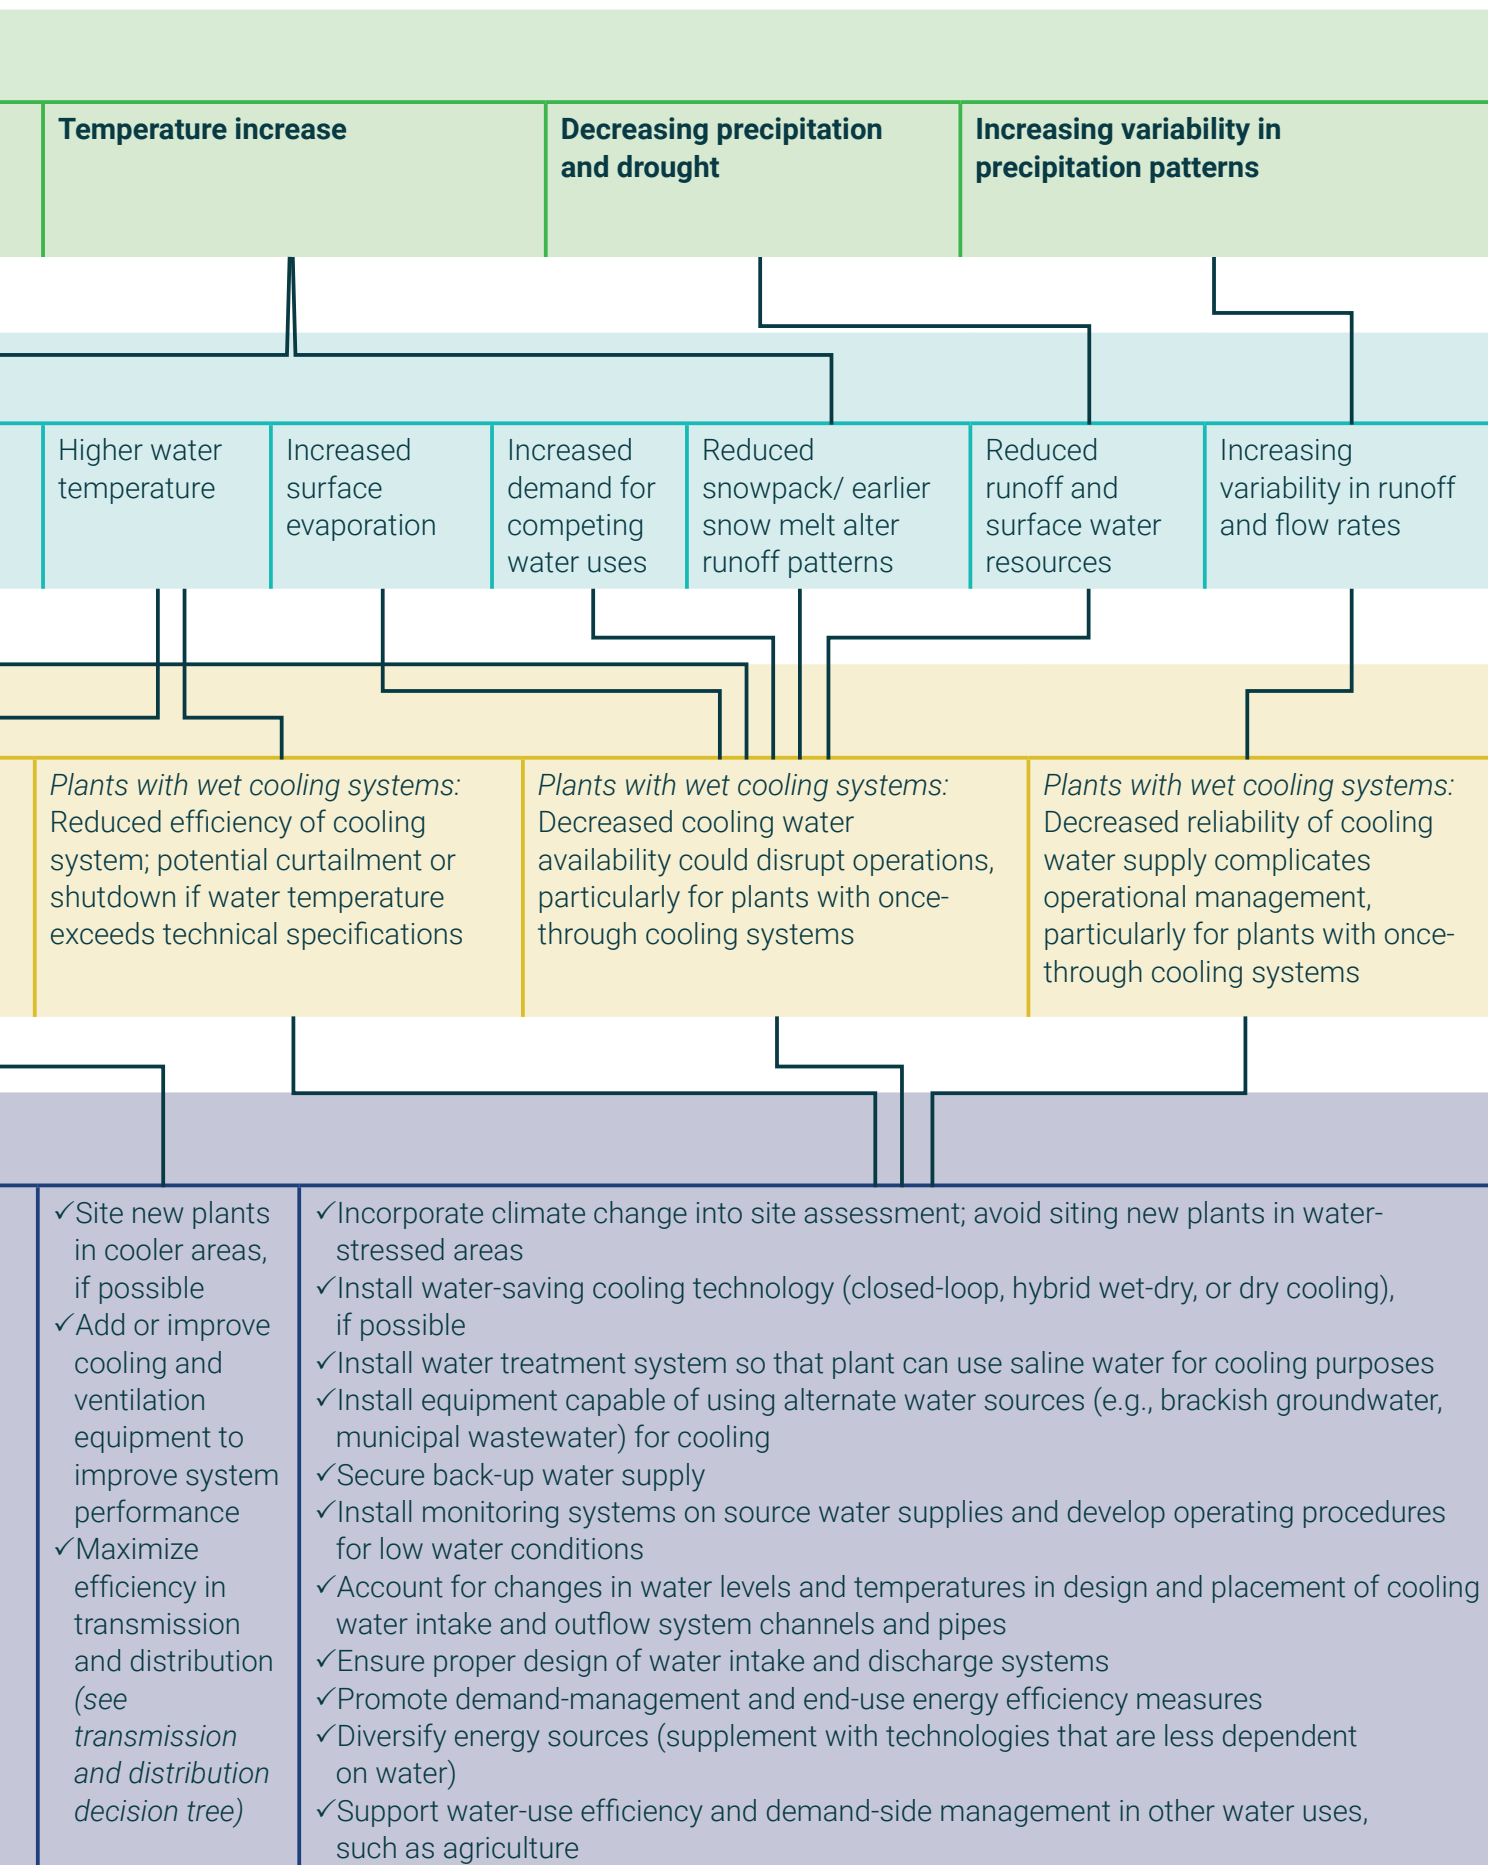 Temperature increase
Decreasing precipitation
and drought
Increasing variability in
precipitation patterns
Higher water
temperature
Increased
surface
evaporation
Increased
demand for
competing
water uses
Reduced
snowpack/ earlier
snow melt alter
runoff patterns
Reduced
runoff and
surface water
resources
Increasing
variability in runoff
and flow rates
Plants with wet cooling systems:
Reduced efficiency of cooling
system; potential curtailment or
shutdown if water temperature
exceeds technical specifications
Plants with wet cooling systems:
Decreased cooling water
availability could disrupt operations,
particularly for plants with once-
through cooling systems
Plants with wet cooling systems:
Decreased reliability of cooling
water supply complicates
operational management,
particularly for plants with once-
through cooling systems
✓Site new plants
in cooler areas,
if possible
✓Add or improve
cooling and
ventilation
equipment to
improve system
performance
✓Maximize
efficiency in
transmission
and distribution
(see
transmission
and distribution
decision tree)
✓Incorporate climate change into site assessment; avoid siting new plants in water-
stressed areas
✓Install water-saving cooling technology (closed-loop, hybrid wet-dry, or dry cooling),
if possible
✓Install water treatment system so that plant can use saline water for cooling purposes
✓Install equipment capable of using alternate water sources (e.g., brackish groundwater,
municipal wastewater) for cooling
✓Secure back-up water supply
✓Install monitoring systems on source water supplies and develop operating procedures
for low water conditions
✓Account for changes in water levels and temperatures in design and placement of cooling
water intake and outflow system channels and pipes
✓Ensure proper design of water intake and discharge systems
✓Promote demand-management and end-use energy efficiency measures
✓Diversify energy sources (supplement with technologies that are less dependent
on water)
✓Support water-use efficiency and demand-side management in other water uses,
such as agriculture